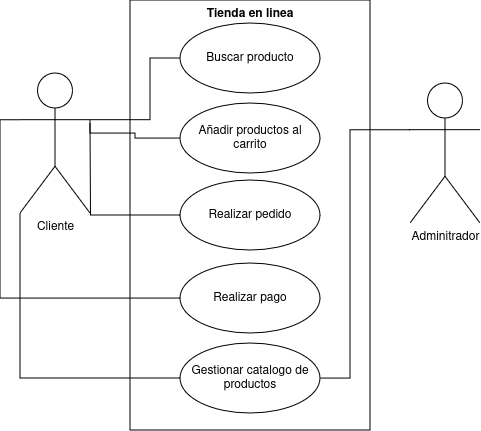 Tienda en linea
Buscar producto
Añadir productos al
carrito
Realizar pedido
Cliente
Adminitrador
Realizar pago
Gestionar catalogo de
productos